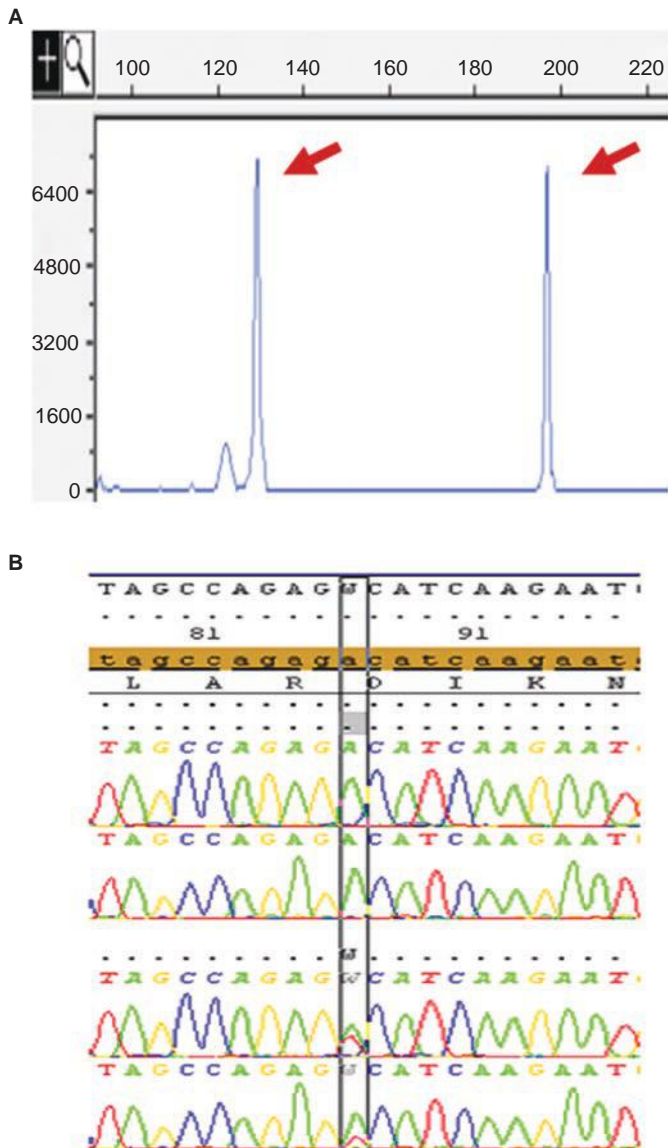 A
100 120 140 160 180 200 220
6400
4800
3200
1600
0
B
TAGCCAGAGWCATCAAGAAT
81 91
tagccagagacatcaagaat
L A R D I K N
TAGCCAGAGACATCAAGAAT
TAGCCAGAGACATCAAGAAT
W
TAGCCAGAGWCATCAAGAAT
TAGCCAGAGWCATCAAGAAT